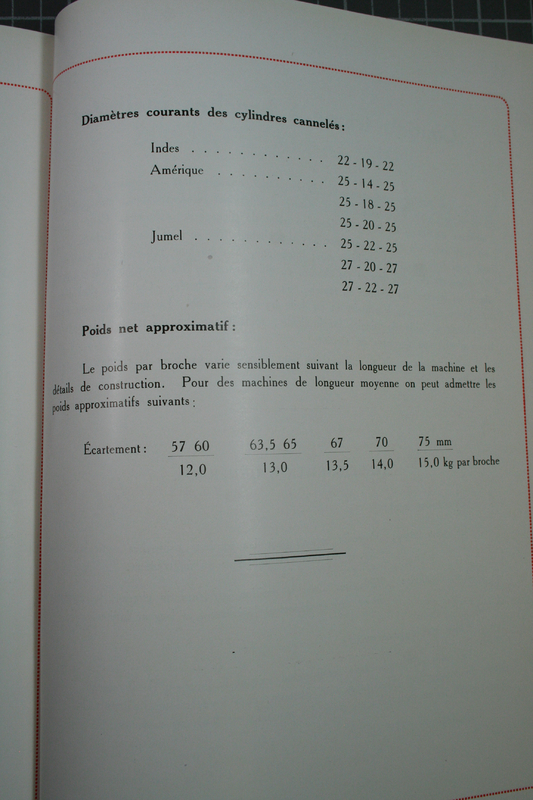 Diamètres courants des cylindres cannelés:
Indes . . . . . . . . . . . . 22 - 19 - 22
Amérique . . . . . . . . . . 25 - 14 - 25
25 - 18 - 25
25 - 20 - 25
Jumel . . . . . . . . . . . . 25 - 22 - 25
27 - 20 - 27
27 - 22 - 27
Poids net approximatif:
Le poids par broche varie sensiblement suivant la longueur de la machine et les
détails de construction. Pour des machines de longueur moyenne on peut admettre les
poids approximatifs suivants:
Écartement: 57 60 63,5 65 67 70 75 mm
12,0 13,0 13,5 14,0 15,0 kg par broche